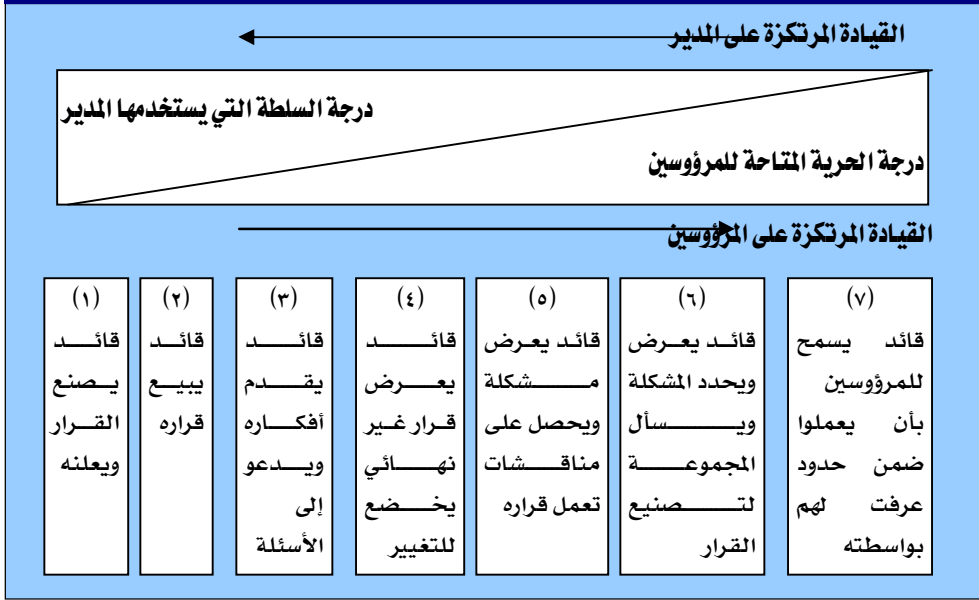 القيادة المرتكزة على المدير
درجة السلطة التي يستخدمها المدير
درجة الحرية المتاحة للمرؤوسين
القيادة المرتكزة على المرؤوسين
(٧)
قائد يسمح
للمرؤوسين
بأن يعملوا
ضمن حدود
عرفت لهم
بواسطته
(٦)
قائد يعرض
ويحدد المشكلة
ويسأل
المجموعة
لتصنيع
القرار
(٥)
قائد يعرض
مشكلة
ويحصل على
مناقشات
تعمل قراره
(٤)
قائد
يعرض
قرار غير
نهائي
يخضع
للتغيير
(٣)
قائد
يقدم
أفكاره
ويدعو
إلى
الأسئلة
(٢)
قائد
يبيع
قراره
(١)
قائد
يصنع
القرار
ويعلنه